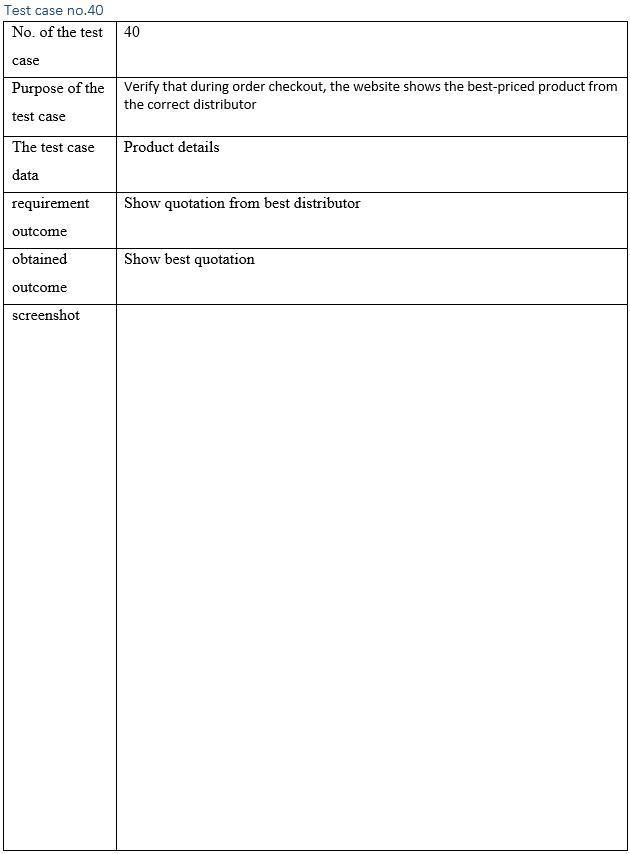 Test case no.40
No. of the test
case
40
Purpose of the
test case
Verify that during order checkout, the website shows the best-priced product from
the correct distributor
The test case
data
Product details
requirement
outcome
Show quotation from best distributor
obtained
outcome
Show best quotation
screenshot